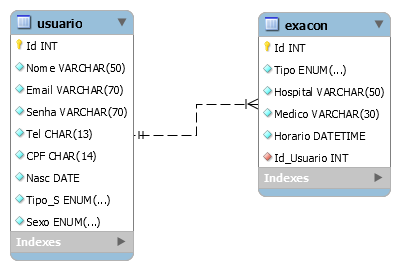 usuario
Id INT
Nome VARCHAR(50)
Email VARCHAR(70)
Senha VARCHAR(70)
Tel CHAR(13)
CPF CHAR(14)
Nasc DATE
Tipo_S ENUM(...)
Sexo ENUM(...)
Indexes
exacon
Id INT
Tipo ENUM(...)
Hospital VARCHAR(50)
Medico VARCHAR(30)
Horario DATETIME
Id_Usuario INT
Indexes